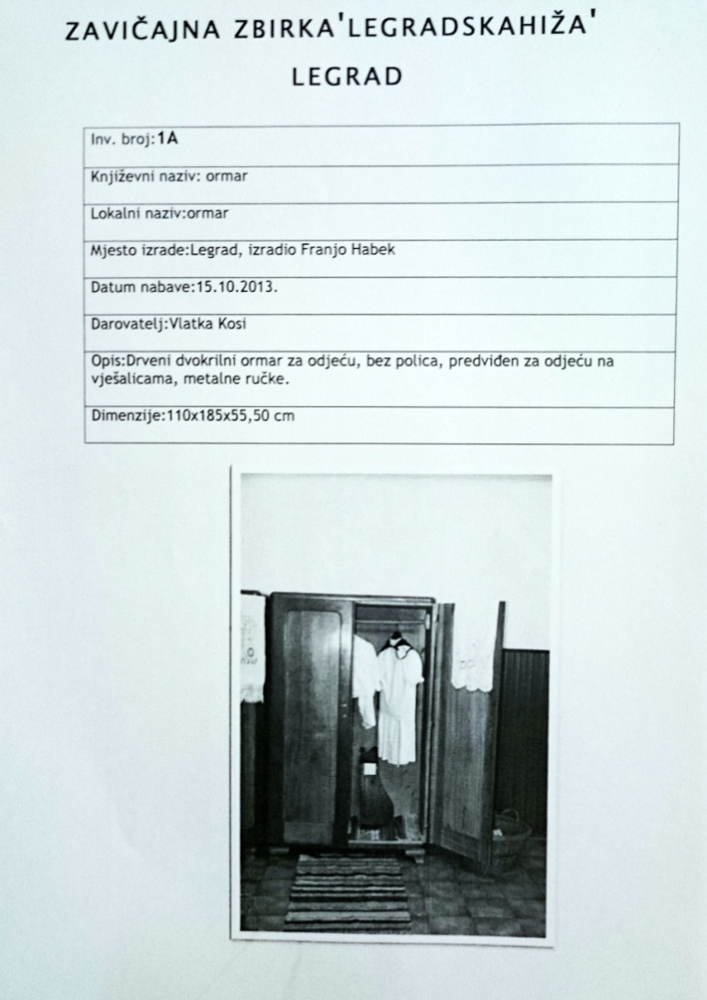 ZAVIČAJNA ZBIRKA'LEGRADSKAHIŽA'
LEGRAD
Inv. broj:1A
Književni naziv: ormar
Lokalni naziv:ormar
Mjesto izrade:Legrad, izradio Franjo Habek
Datum nabave:15.10.2013.
Darovatelj:Vlatka Kosi
Opis:Drveni dvokrilni ormar za odjeću, bez polica, predviđen za odjeću na
vješalicama, metalne ručke.
Dimenzije:110x185x55,50 cm